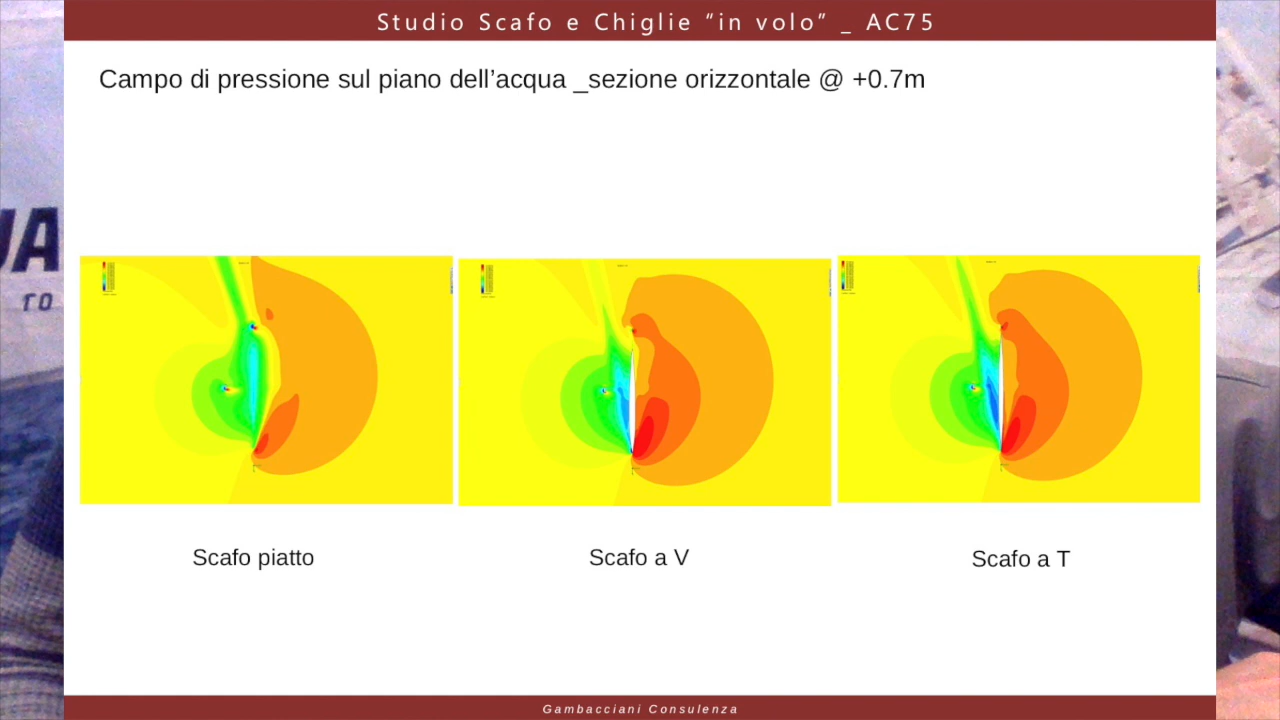 Studio Scafo e Chiglie “in volo” _ AC75
Campo di pressione sul piano dell’acqua _sezione orizzontale @ +0.7m
Scafo piatto
Scafo a V
Scafo a T
Gambacciani Consulenza